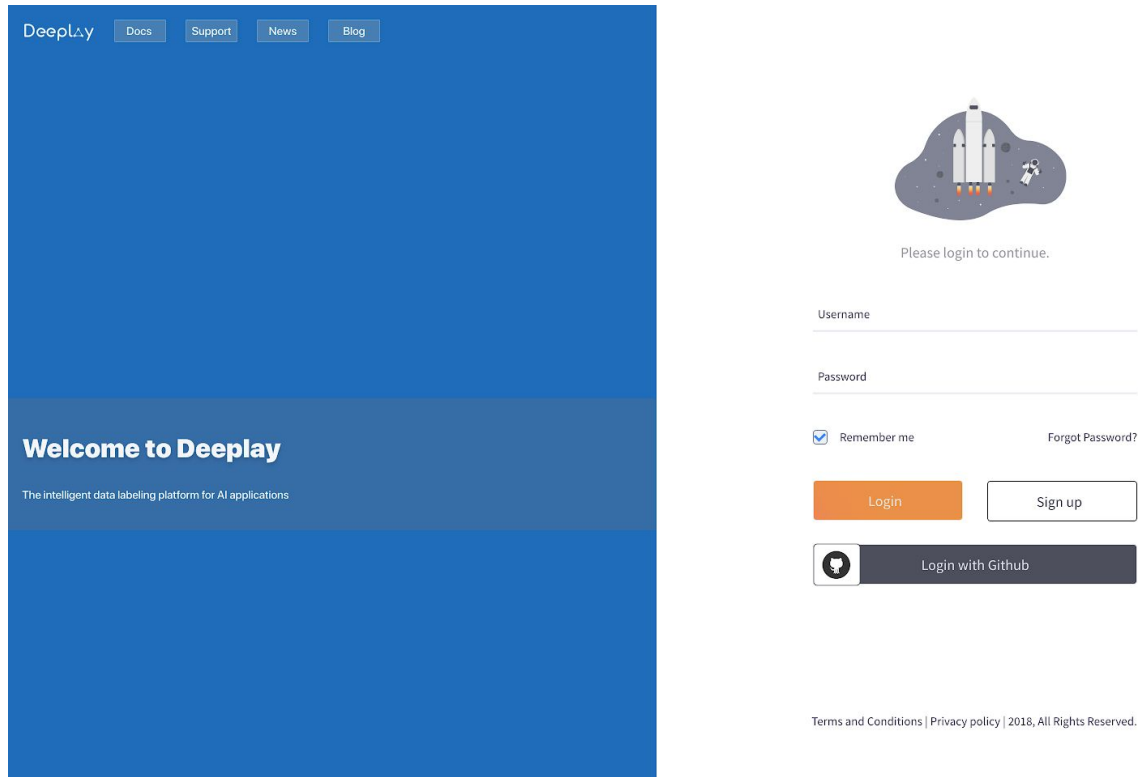 Deeplay Docs Support News Blog
Welcome to Deeplay
The intelligent data labeling platform for AI applications
Please login to continue.
Username
Password
Remember me Forgot Password?
Login Sign up
Login with Github
Terms and Conditions | Privacy policy | 2018, All Rights Reserved.